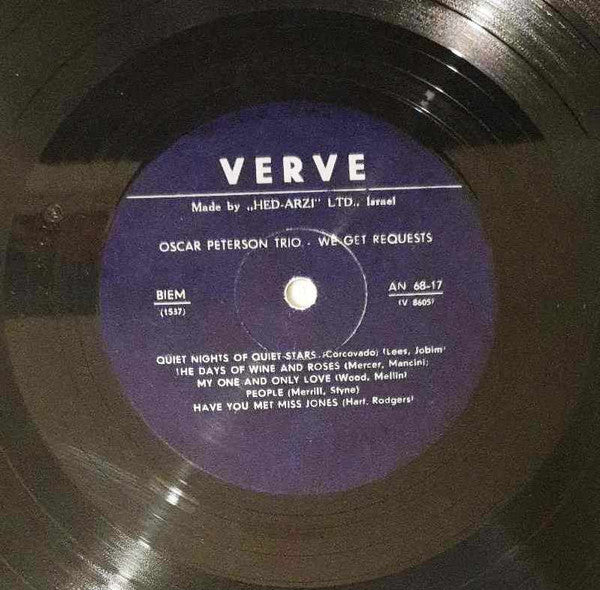 VERVE
Made by „HED-ARZI" LTD., Israel
OSCAR PETERSON TRIO . WE GET REQUESTS
BIEM
(1537)
AN 68-17
(V 8605)
QUIET NIGHTS OF QUIET STARS (Corcovado) (Lees, Jobim)
THE DAYS OF WINE AND ROSES (Mercer, Mancini)
MY ONE AND ONLY LOVE (Wood, Mellin)
PEOPLE (Merrill, Styne)
HAVE YOU MET MISS JONES (Hart, Rodgers)